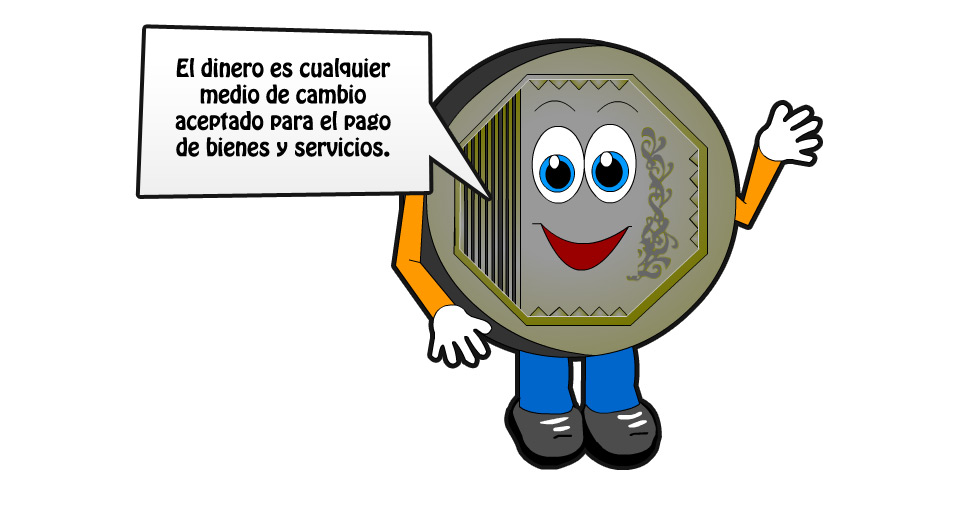 El dinero es cualquier
medio de cambio
aceptado para el pago
de bienes y servicios.